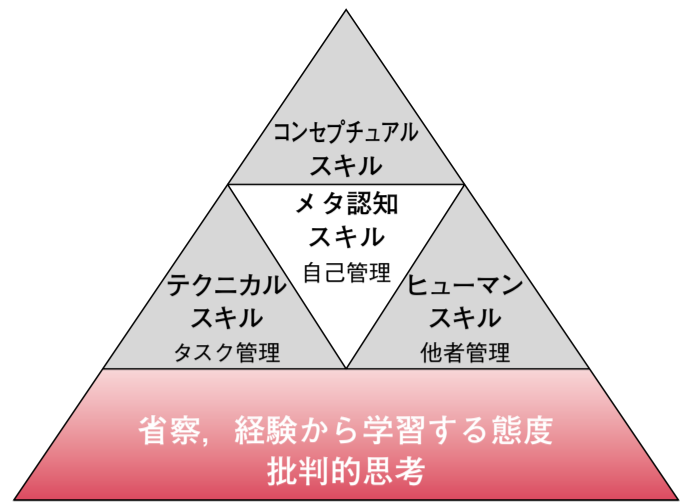 コンセプチュアル
スキル
メタ認知
スキル
自己管理
テクニカル
スキル
タスク管理
ヒューマン
スキル
他者管理
省察，経験から学習する態度
批判的思考